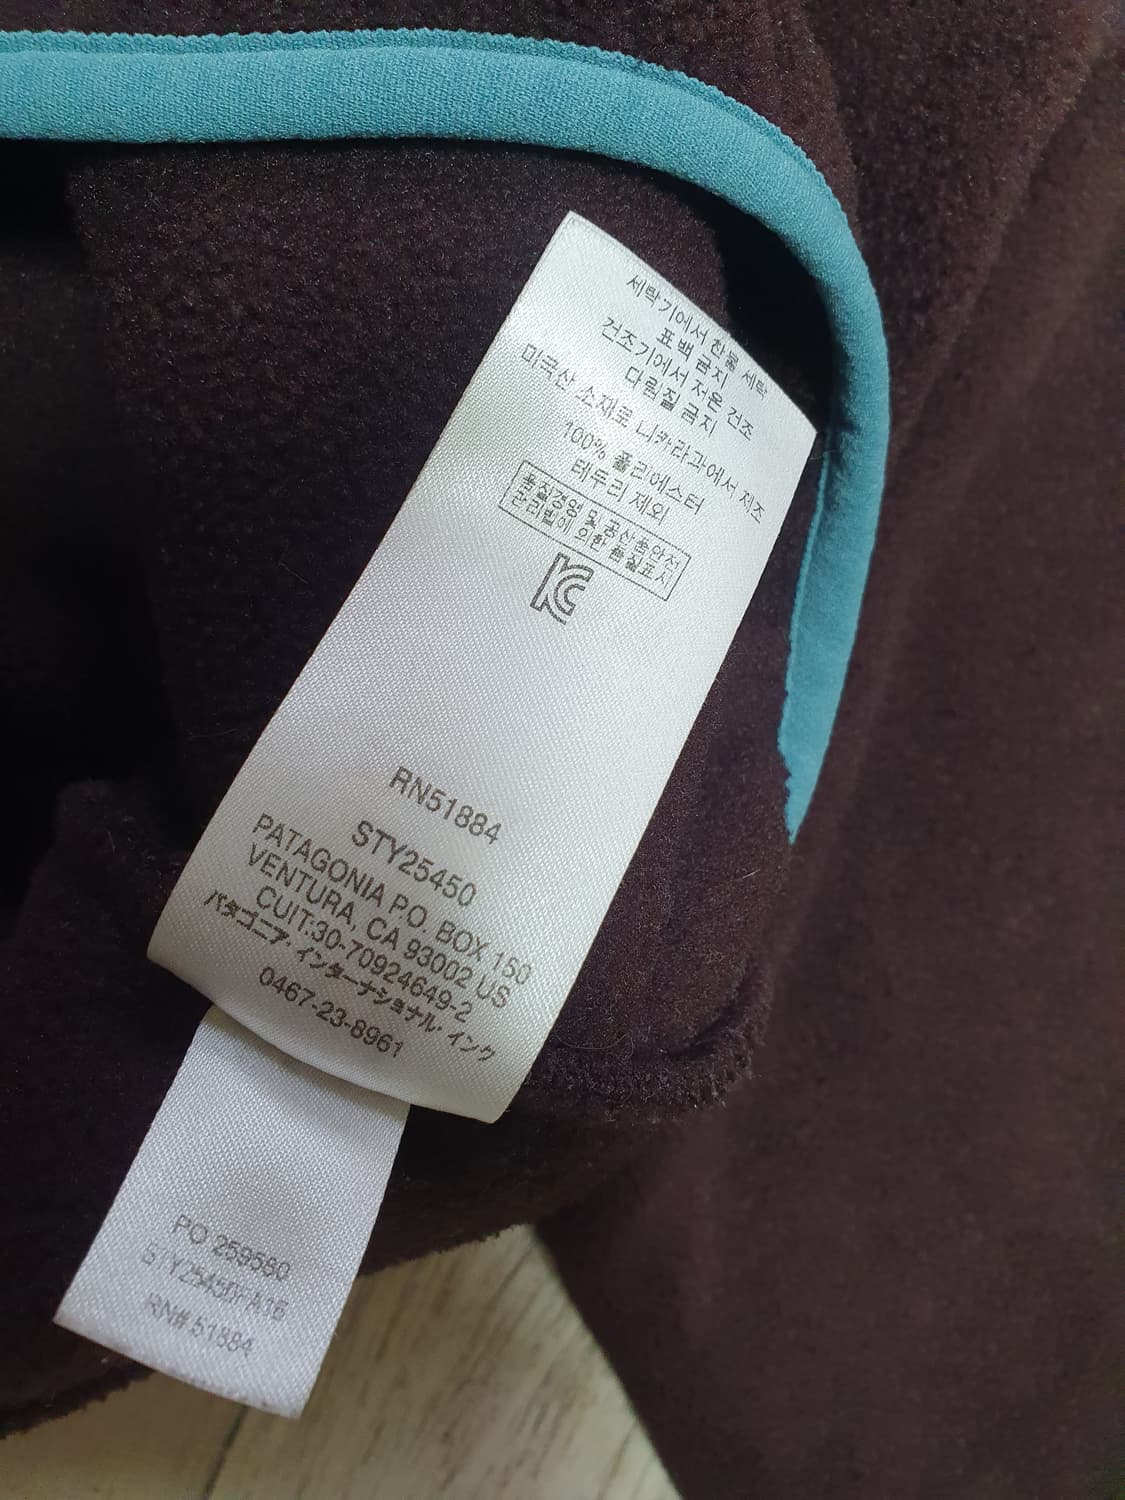 세탁기에서 찬물 세탁
표백 금지
건조기에서 저온 건조
다림질 금지
미국산 소재로 니카라과에서 제조
100% 폴리에스터
테두리 제외
품질경영 및 공산품안전
관리법에 의한 품질표시
KC
RN51884
STY25450
PATAGONIA P.O. BOX 150
VENTURA, CA 93002 US
CUIT:30-70924649-2
パタゴニア・インターナショナル・インク
0467-23-8961
PO 259580
STY25450FA16
RN# 51884